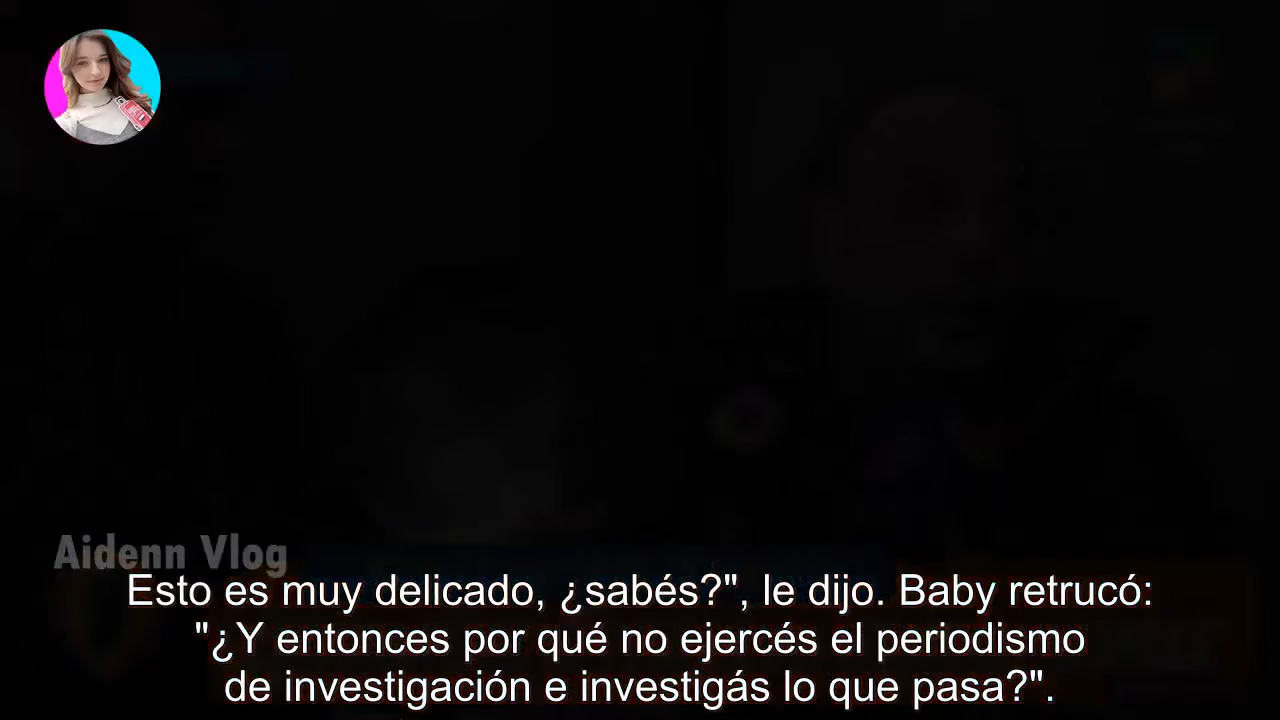 Aidenn Vlog
Esto es muy delicado, ¿sabés?", le dijo. Baby retrucó:
"¿Y entonces por qué no ejercés el periodismo
de investigación e investigás lo que pasa?".